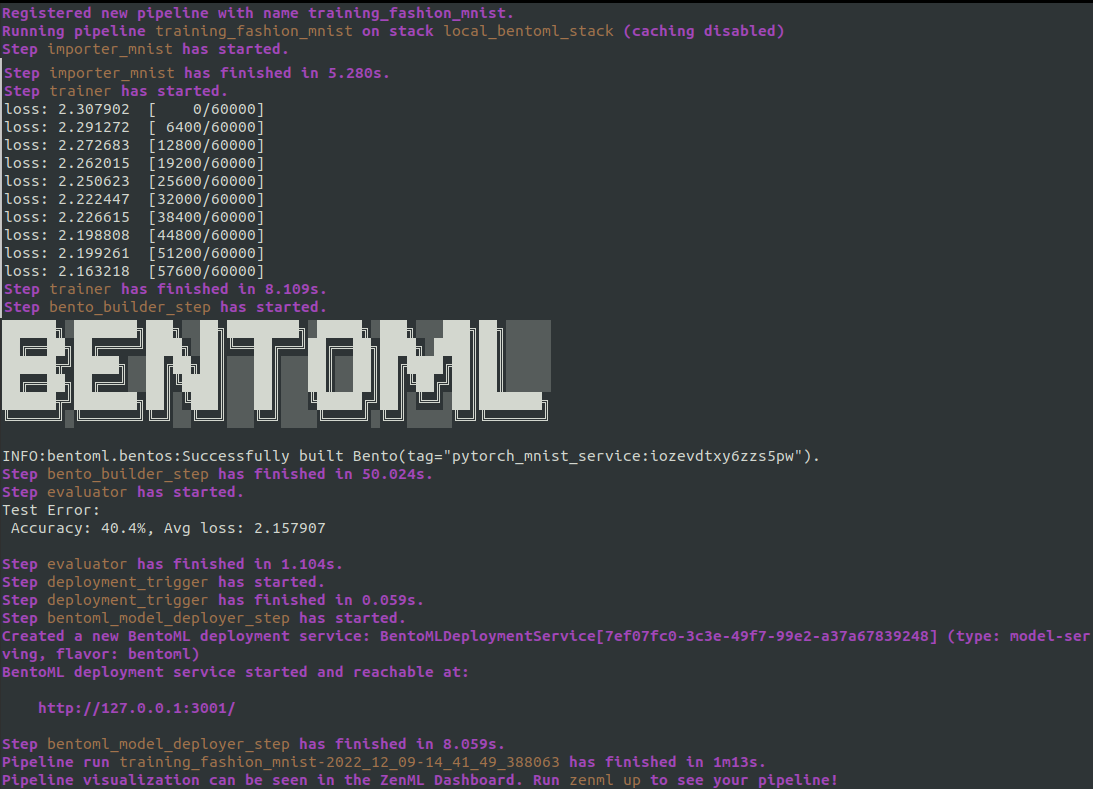 Registered new pipeline with name training_fashion_mnist.
Running pipeline training_fashion_mnist on stack local_bentoml_stack (caching disabled)
Step importer_mnist has started.
Step importer_mnist has finished in 5.280s.
Step trainer has started.
loss: 2.307902  [    0/60000]
loss: 2.291272  [ 6400/60000]
loss: 2.272683  [12800/60000]
loss: 2.262015  [19200/60000]
loss: 2.250623  [25600/60000]
loss: 2.222447  [32000/60000]
loss: 2.226615  [38400/60000]
loss: 2.198808  [44800/60000]
loss: 2.199261  [51200/60000]
loss: 2.163218  [57600/60000]
Step trainer has finished in 8.109s.
Step bento_builder_step has started.
BENTOML
INFO:bentoml.bentos:Successfully built Bento(tag="pytorch_mnist_service:iozevdtxy6zzs5pw").
Step bento_builder_step has finished in 50.024s.
Step evaluator has started.
Test Error:
 Accuracy: 40.4%, Avg loss: 2.157907
Step evaluator has finished in 1.104s.
Step deployment_trigger has started.
Step deployment_trigger has finished in 0.059s.
Step bentoml_model_deployer_step has started.
Created a new BentoML deployment service: BentoMLDeploymentService[7ef07fc0-3c3e-49f7-99e2-a37a67839248] (type: model-ser
ving, flavor: bentoml)
BentoML deployment service started and reachable at:
    http://127.0.0.1:3001/
Step bentoml_model_deployer_step has finished in 8.059s.
Pipeline run training_fashion_mnist-2022_12_09-14_41_49_388063 has finished in 1m13s.
Pipeline visualization can be seen in the ZenML Dashboard. Run zenml up to see your pipeline!